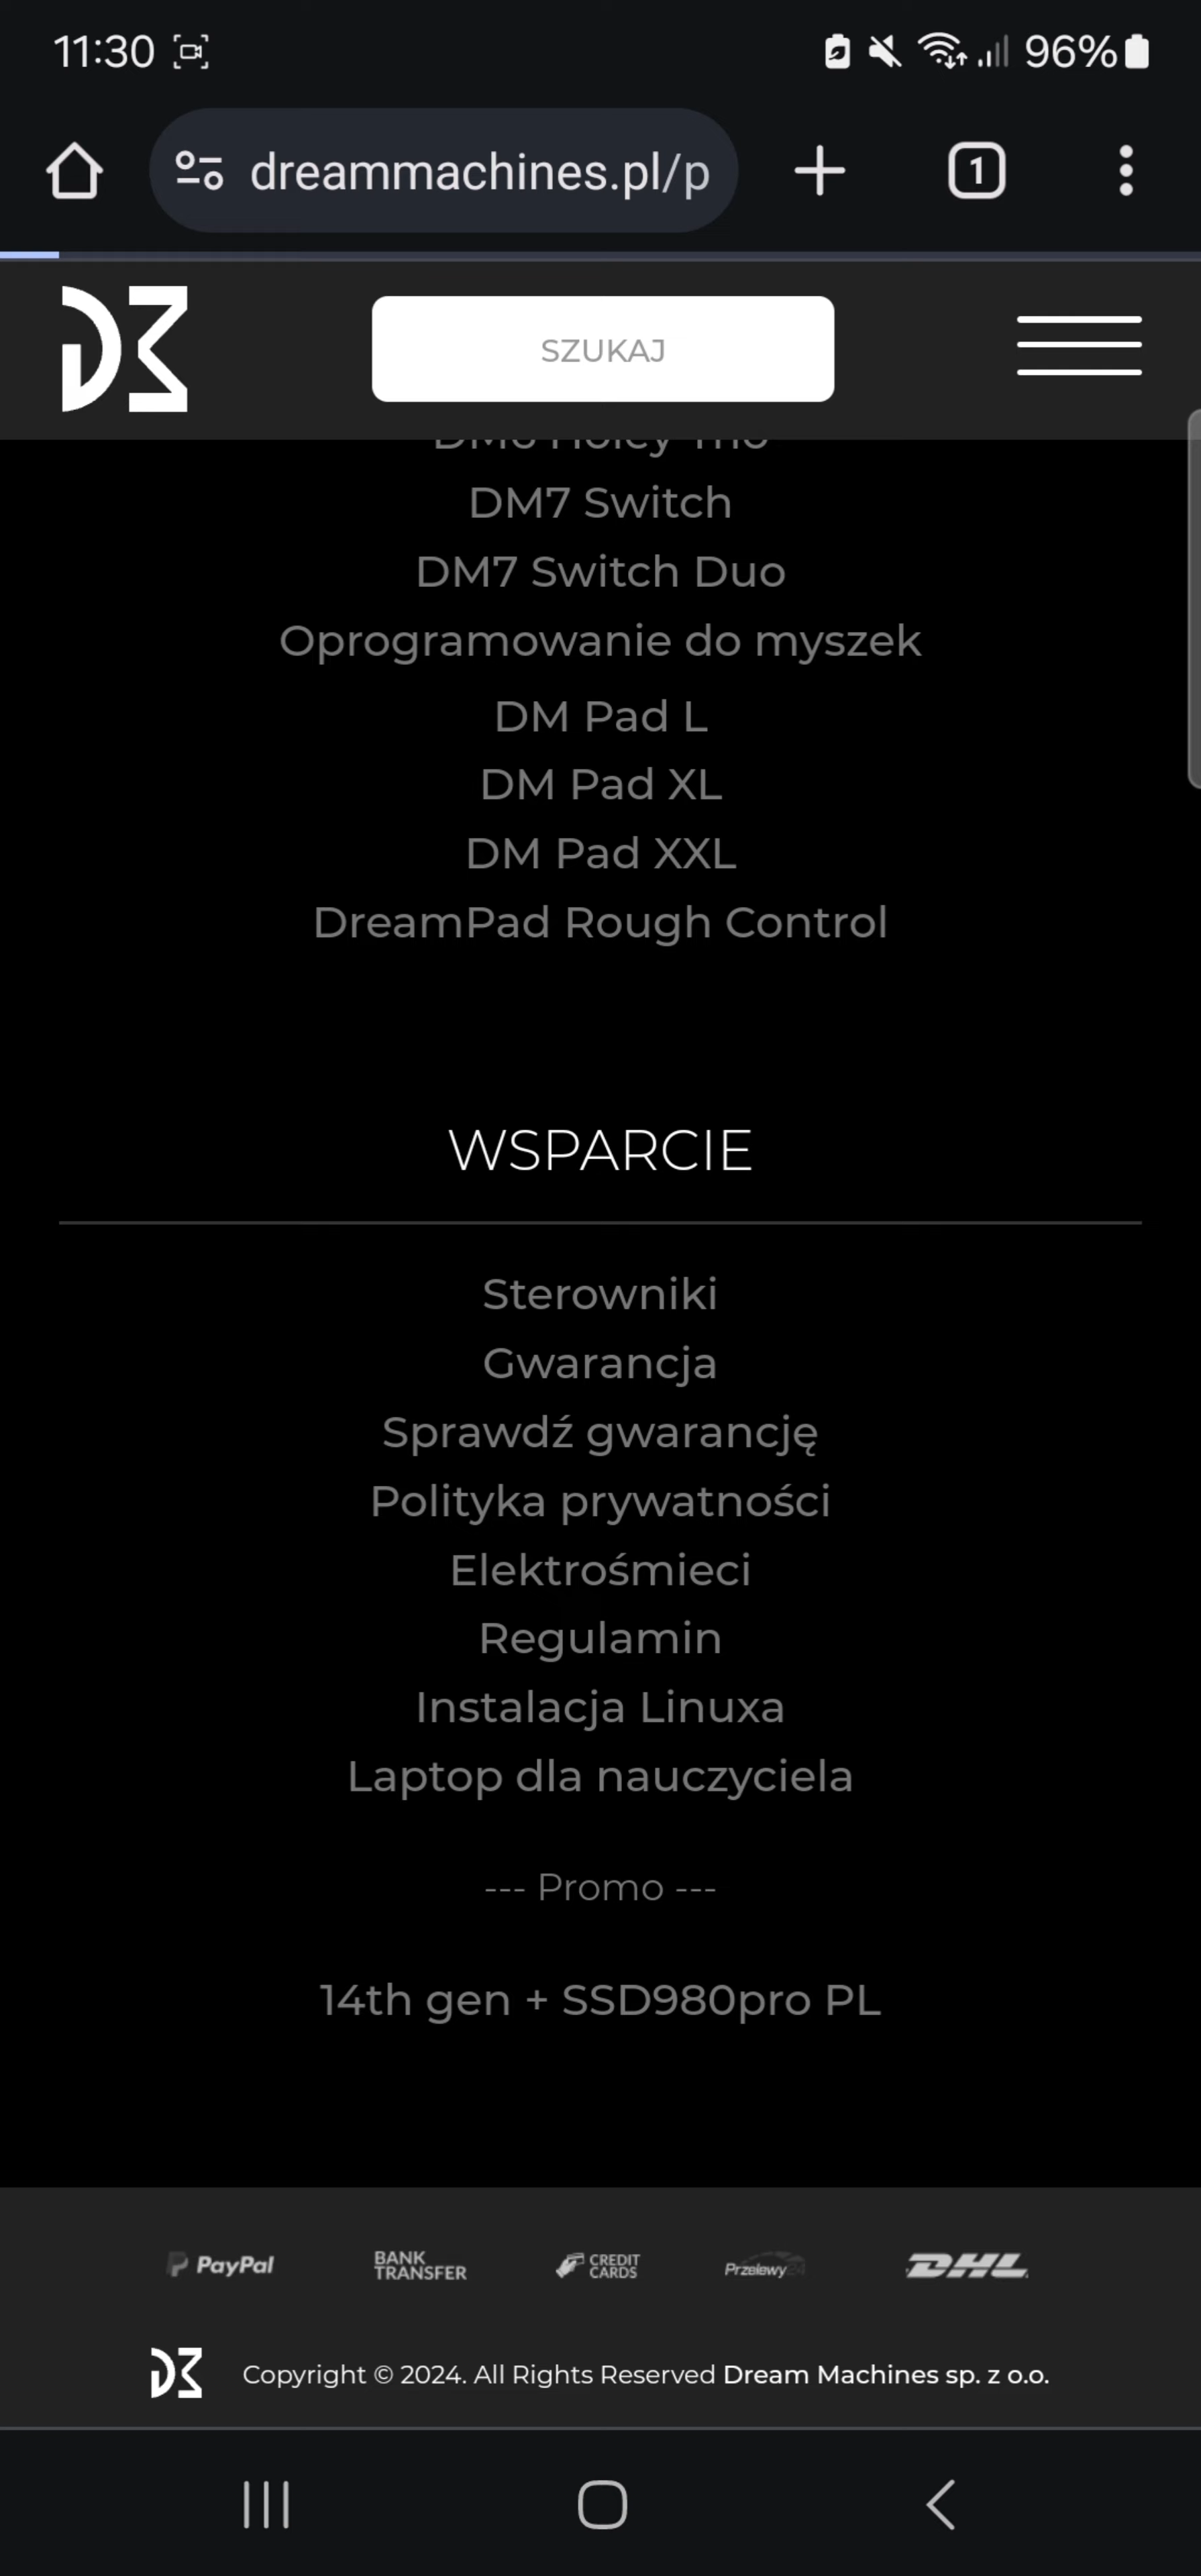 11:30
96%
dreammachines.pl/p
1
SZUKAJ
DM7 Switch
DM7 Switch Duo
Oprogramowanie do myszek
DM Pad L
DM Pad XL
DM Pad XXL
DreamPad Rough Control
WSPARCIE
Sterowniki
Gwarancja
Sprawdź gwarancję
Polityka prywatności
Elektrośmieci
Regulamin
Instalacja Linuxa
Laptop dla nauczyciela
--- Promo ---
14th gen + SSD980pro PL
PayPal
BANK TRANSFER
CREDIT CARDS
Przelewy24
DHL
Copyright © 2024. All Rights Reserved Dream Machines sp. z o.o.